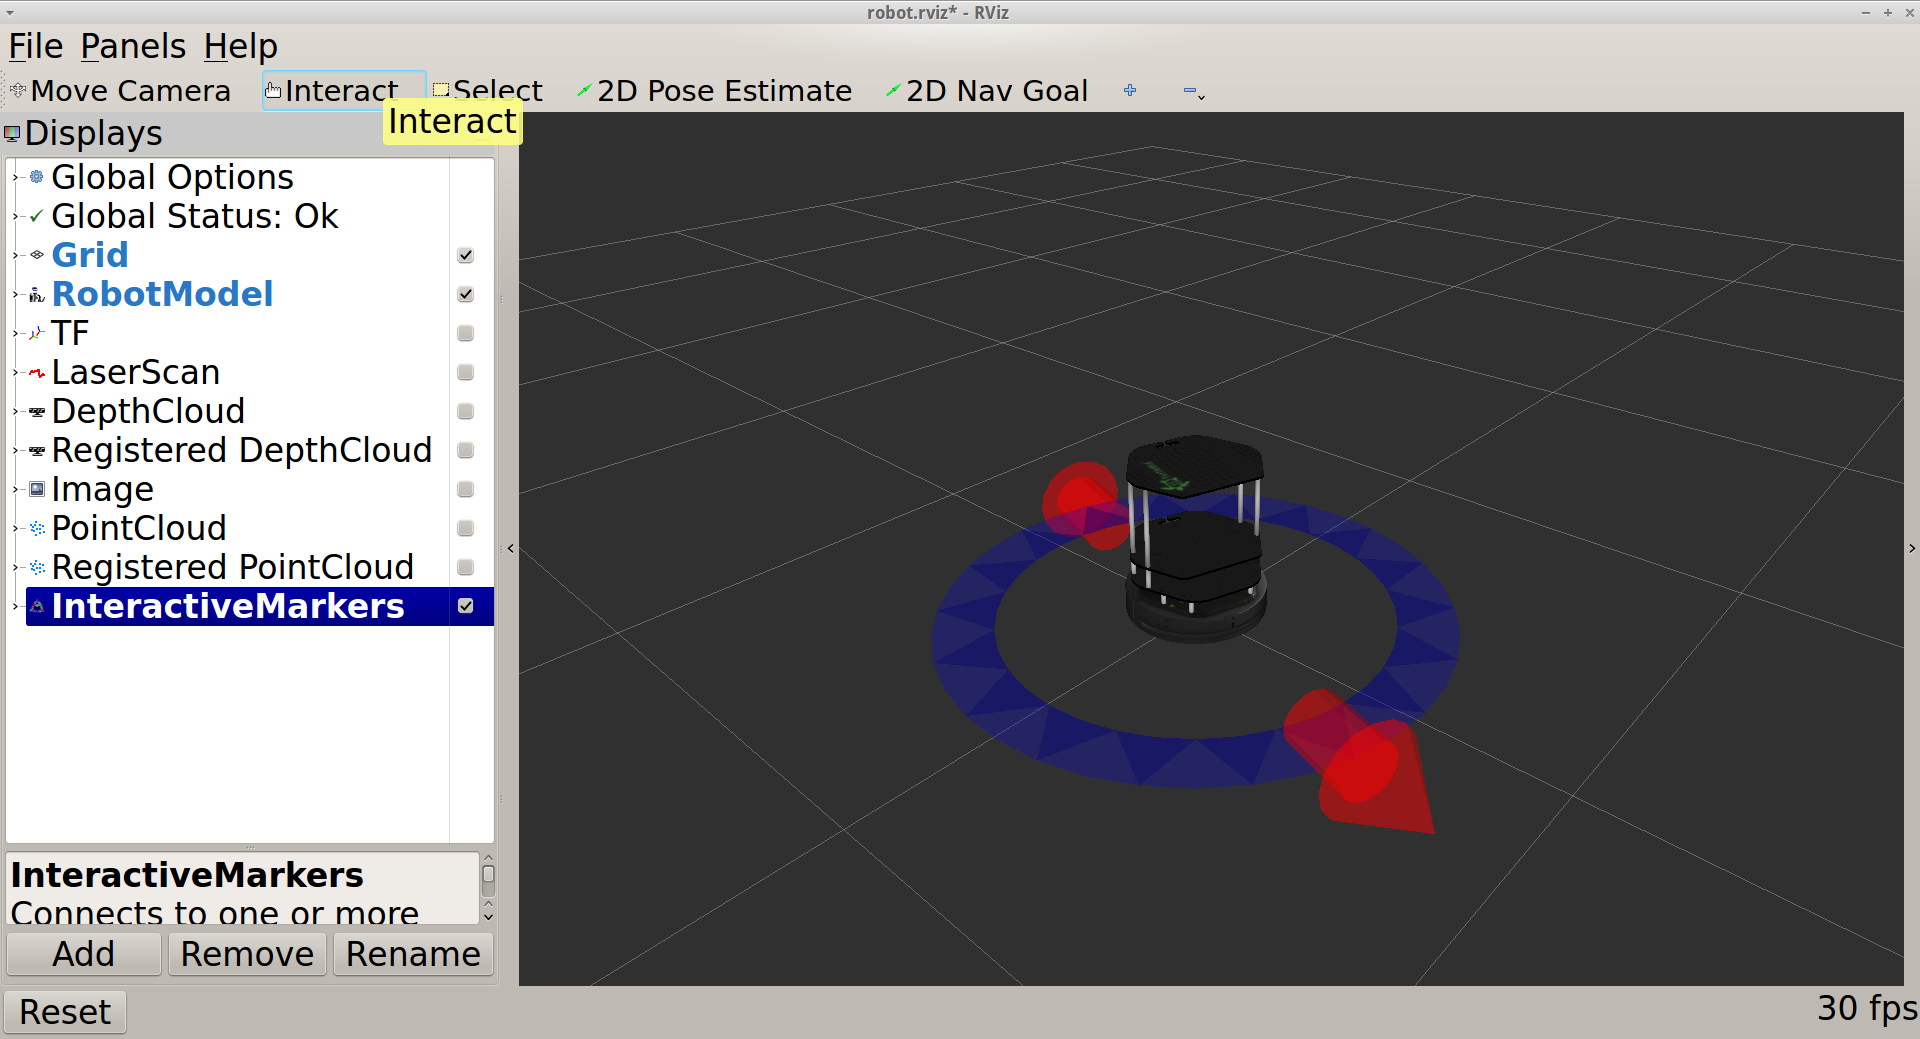 robot.rviz* - RViz
File Panels Help
Move Camera Interact Select 2D Pose Estimate 2D Nav Goal
Interact
Displays
Global Options
Global Status: Ok
Grid
RobotModel
TF
LaserScan
DepthCloud
Registered DepthCloud
Image
PointCloud
Registered PointCloud
InteractiveMarkers
InteractiveMarkers
Connects to one or more
Add Remove Rename
Reset
30 fps